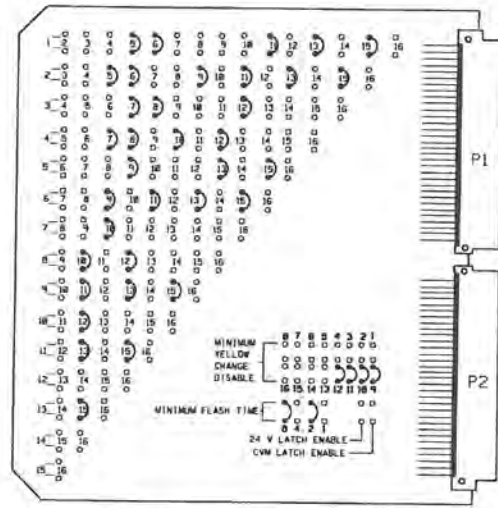 1 2 3 4 5 6 7 8 9 10 11 12 13 14 15 16
2 3 4 5 6 7 8 9 10 11 12 13 14 15 16
3 4 5 6 7 8 9 10 11 12 13 14 15 16
4 5 6 7 8 9 10 11 12 13 14 15 16
5 6 7 8 9 10 11 12 13 14 15 16
6 7 8 9 10 11 12 13 14 15 16
7 8 9 10 11 12 13 14 15 16
8 9 10 11 12 13 14 15 16
9 10 11 12 13 14 15 16
10 11 12 13 14 15 16
11 12 13 14 15 16
12 13 14 15 16
13 14 15 16
14 15 16
15 16
P1
P2
8 7 6 5 4 3 2 1
MINIMUM
YELLOW
CHANGE
DISABLE
16 15 14 13 12 11 10 9
MINIMUM FLASH TIME
8 4 2 1
24 V LATCH ENABLE
CVM LATCH ENABLE